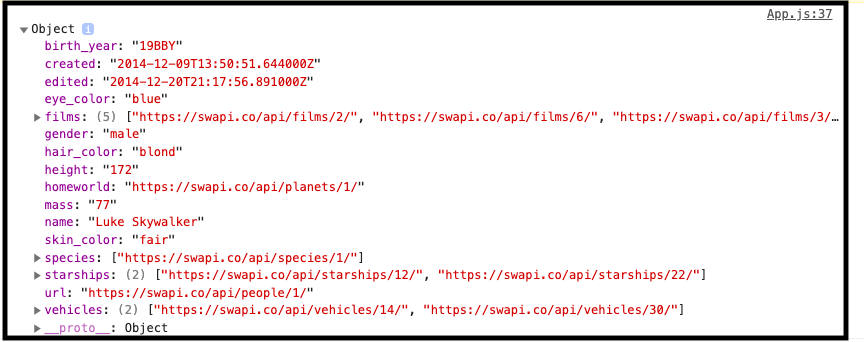 App.js:37
▼Object i
birth_year: "19BBY"
created: "2014-12-09T13:50:51.644000Z"
edited: "2014-12-20T21:17:56.891000Z"
eye_color: "blue"
▶films: (5) ["https://swapi.co/api/films/2/", "https://swapi.co/api/films/6/", "https://swapi.co/api/films/3/…
gender: "male"
hair_color: "blond"
height: "172"
homeworld: "https://swapi.co/api/planets/1/"
mass: "77"
name: "Luke Skywalker"
skin_color: "fair"
▶species: ["https://swapi.co/api/species/1/"]
▶starships: (2) ["https://swapi.co/api/starships/12/", "https://swapi.co/api/starships/22/"]
url: "https://swapi.co/api/people/1/"
▶vehicles: (2) ["https://swapi.co/api/vehicles/14/", "https://swapi.co/api/vehicles/30/"]
▶__proto__: Object